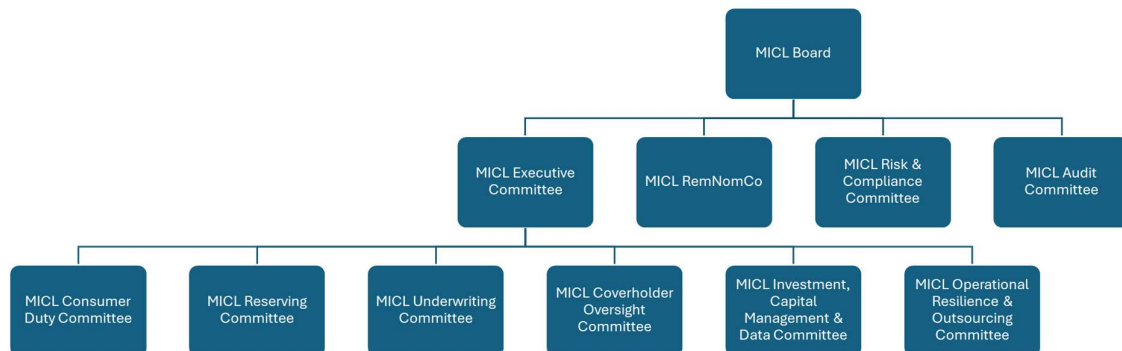 MICL Board
MICL Executive
Committee
MICL RemNomCo
MICL Risk &
Compliance
Committee
MICL Audit
Committee
MICL Consumer
Duty Committee
MICL Reserving
Committee
MICL Underwriting
Committee
MICL Coverholder
Oversight
Committee
MICL Investment,
Capital
Management &
Data Committee
MICL Operational
Resilience &
Outsourcing
Committee